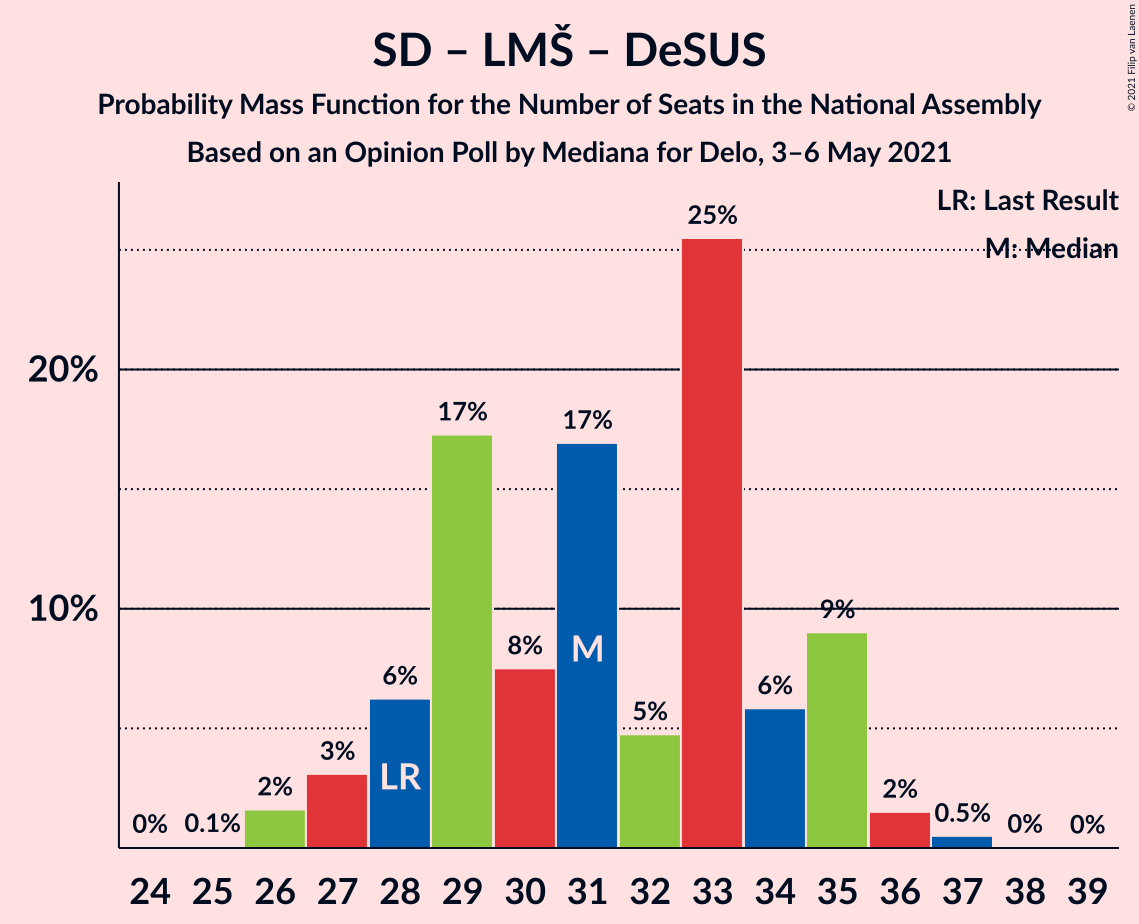 SD – LMŠ – DeSUS
Probability Mass Function for the Number of Seats in the National Assembly
Based on an Opinion Poll by Mediana for Delo, 3–6 May 2021
© 2021 Filip van Laenen
LR: Last Result
M: Median
20%
10%
0%
0.1%
2%
3%
6%
LR
17%
8%
17%
M
5%
25%
6%
9%
2%
0.5%
0%
0%
24 25 26 27 28 29 30 31 32 33 34 35 36 37 38 39